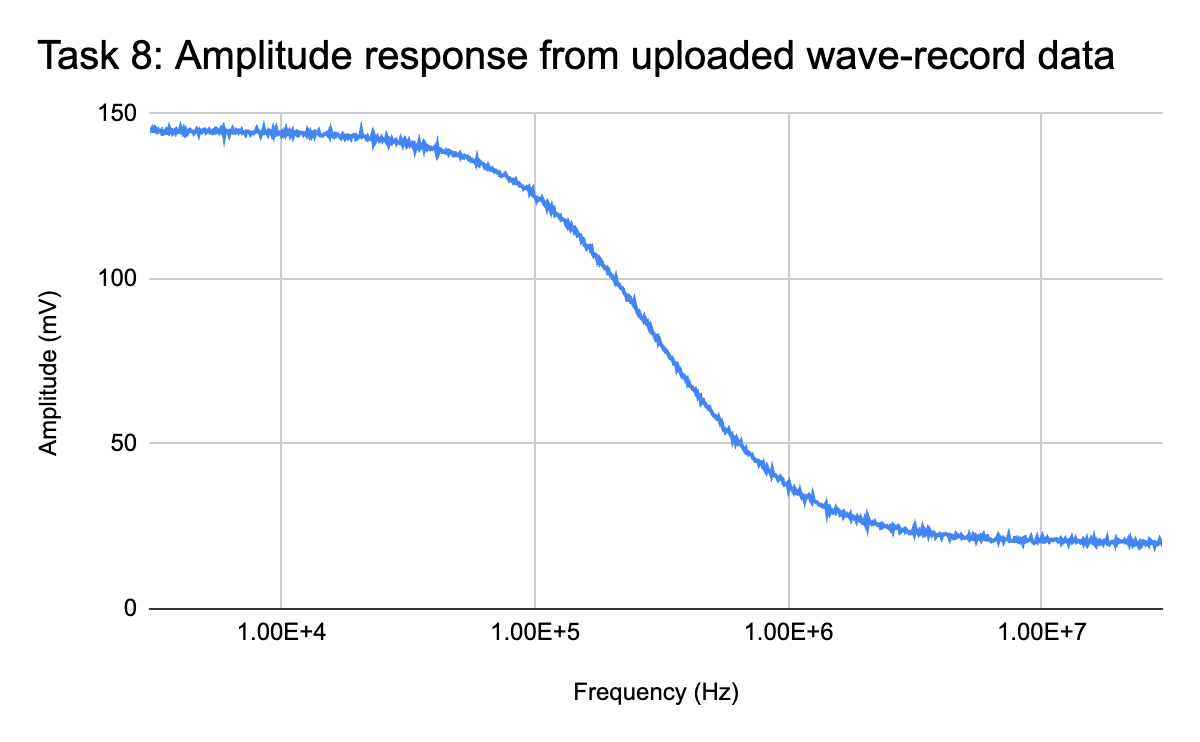 Task 8: Amplitude response from uploaded wave-record data
150
100
50
0
Amplitude (mV)
1.00E+4 1.00E+5 1.00E+6 1.00E+7
Frequency (Hz)